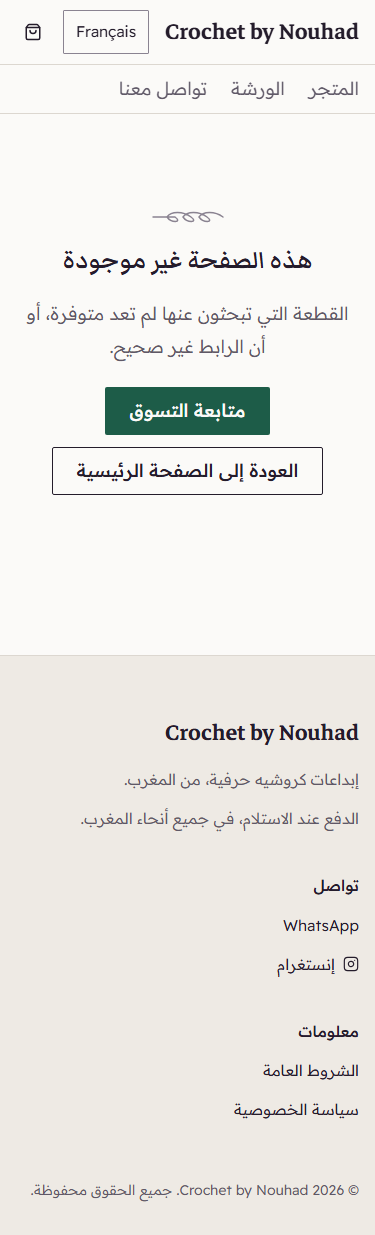 Crochet by Nouhad
Français
المتجر
الورشة
تواصل معنا
هذه الصفحة غير موجودة
القطعة التي تبحثون عنها لم تعد متوفرة، أو
أن الرابط غير صحيح.
متابعة التسوق
العودة إلى الصفحة الرئيسية
Crochet by Nouhad
إبداعات كروشيه حرفية، من المغرب.
الدفع عند الاستلام، في جميع أنحاء المغرب.
تواصل
WhatsApp
إنستغرام
معلومات
الشروط العامة
سياسة الخصوصية
© 2026 Crochet by Nouhad. جميع الحقوق محفوظة.